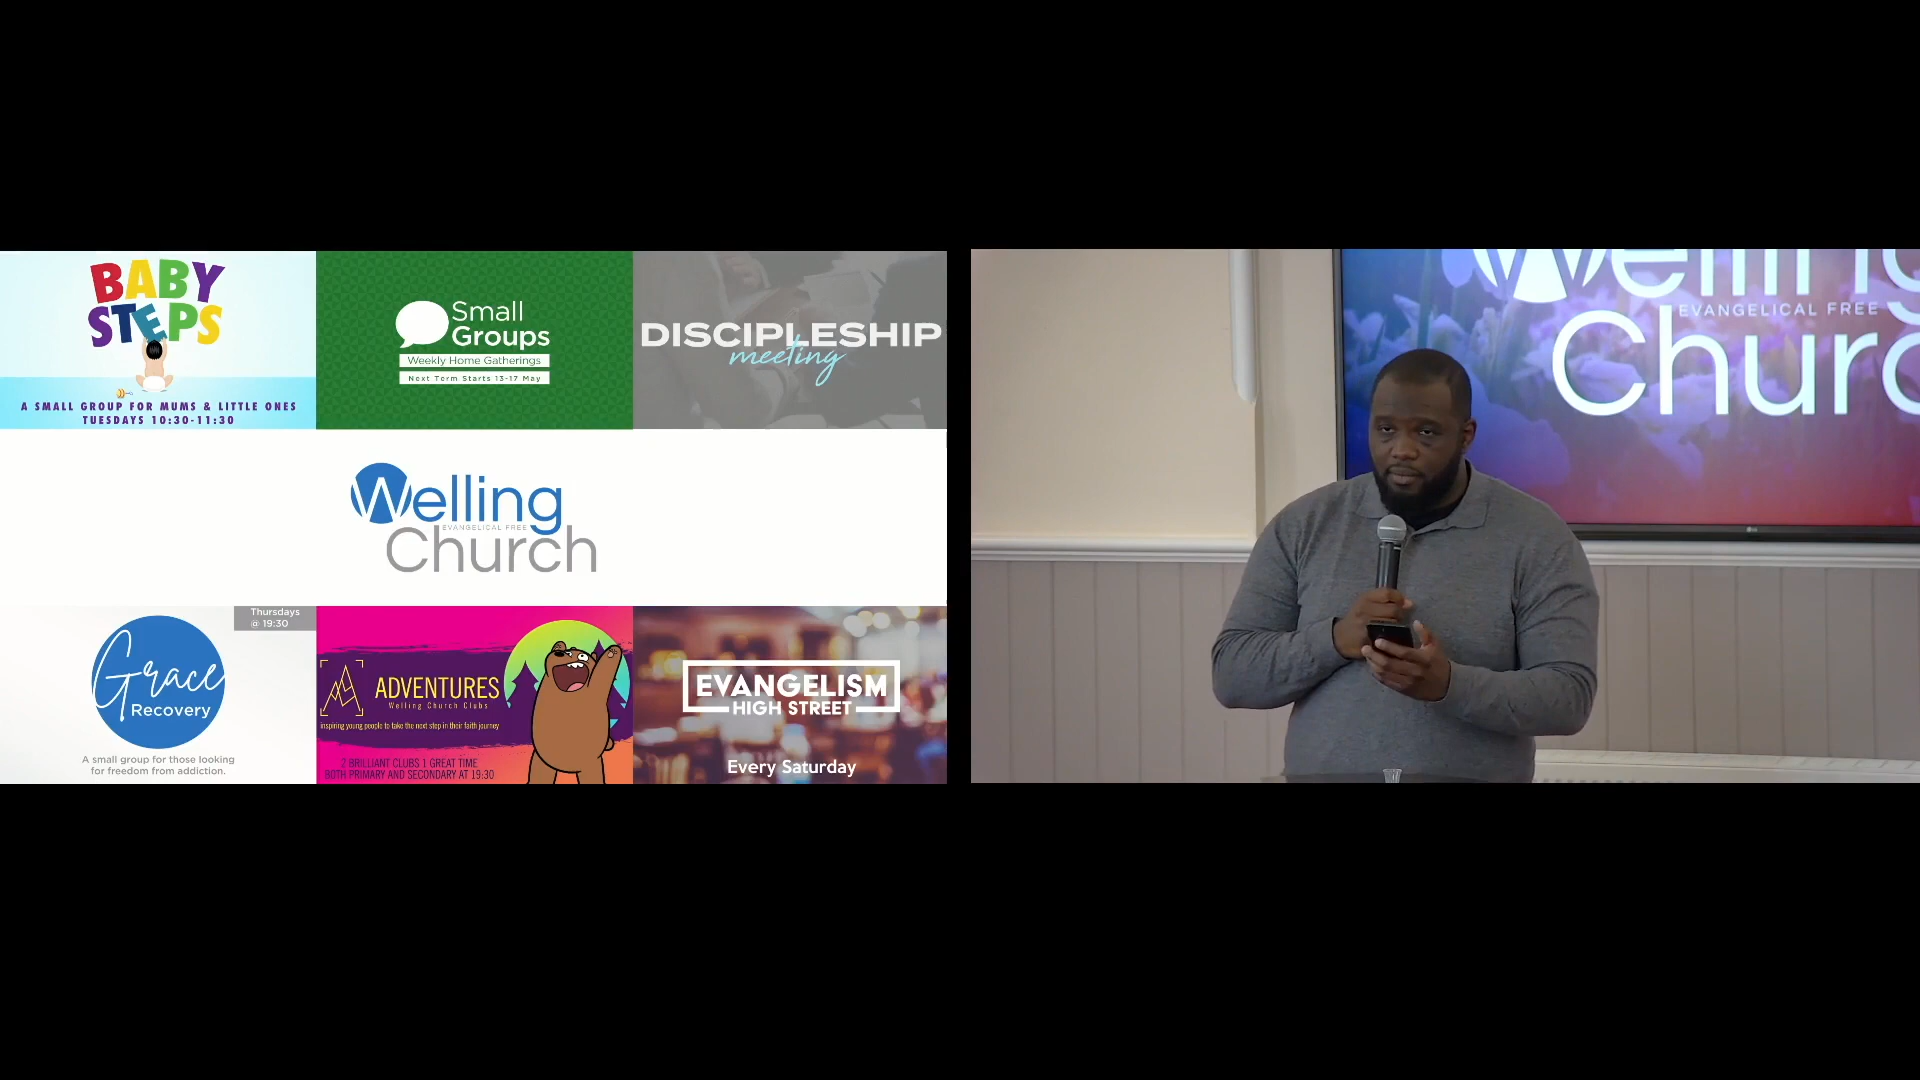 BABY
STEPS
A SMALL GROUP FOR MUMS & LITTLE ONES
TUESDAYS 10:30-11:30
Small
Groups
Weekly Home Gatherings
Next Term Starts 13-17 May
DISCIPLESHIP
meeting
Welling
EVANGELICAL FREE
Church
Thursdays
@ 19:30
Grace
Recovery
A small group for those looking
for freedom from addiction.
ADVENTURES
Welling Church Clubs
inspiring young people to take the next step in their faith journey
2 BRILLIANT CLUBS 1 GREAT TIME
BOTH PRIMARY AND SECONDARY AT 19:30
EVANGELISM
HIGH STREET
Every Saturday
Welling
EVANGELICAL FREE
Churc
LG